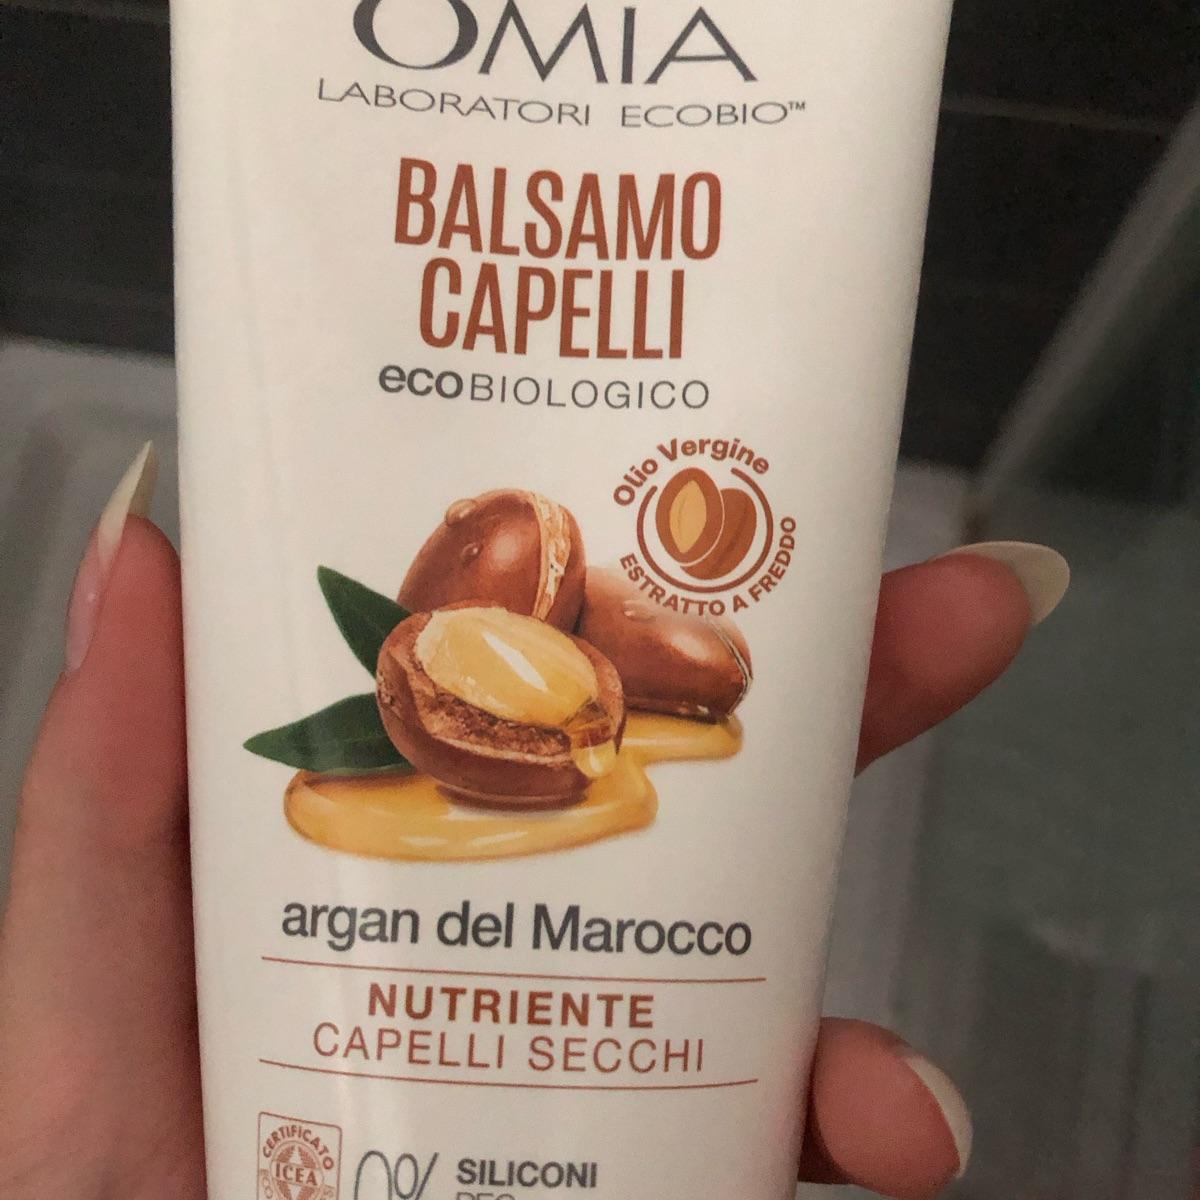 OMIA
LABORATORI ECOBIO™
BALSAMO
CAPELLI
ecoBIOLOGICO
Olio Vergine
ESTRATTO A FREDDO
argan del Marocco
NUTRIENTE
CAPELLI SECCHI
CERTIFICATO
ICEA
0%
SILICONI
PEG